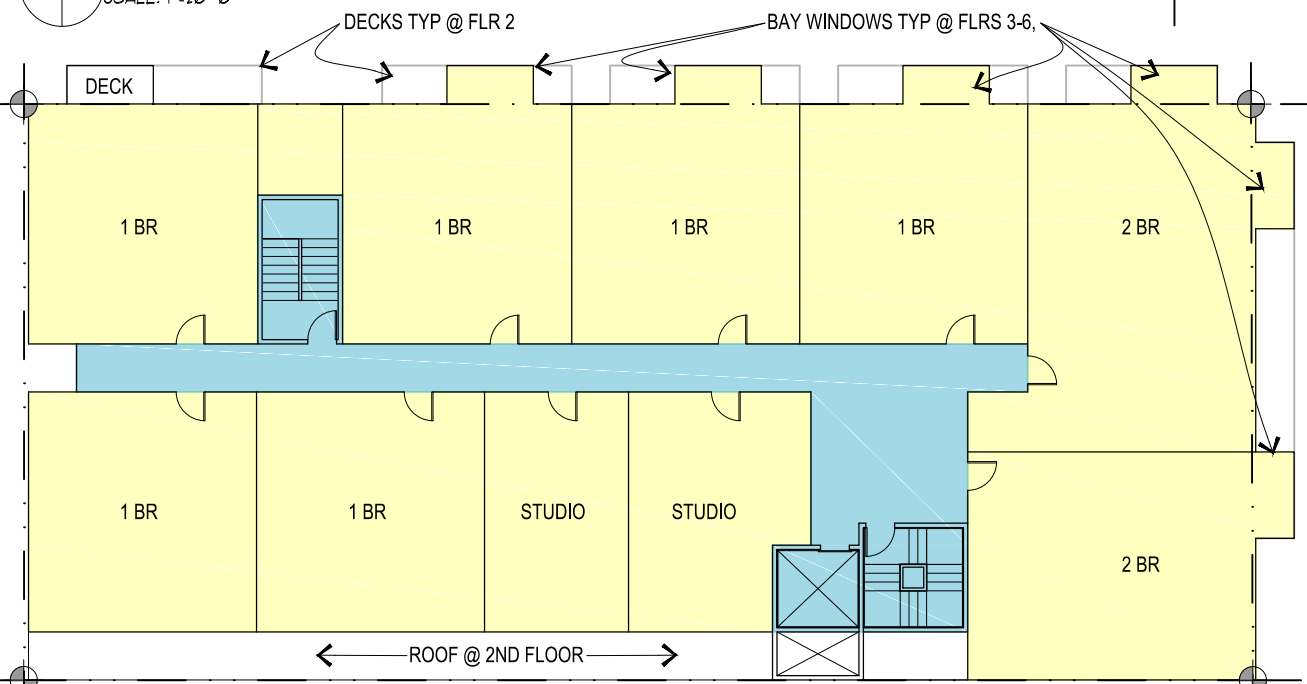 DECKS TYP @ FLR 2
BAY WINDOWS TYP @ FLRS 3-6,
DECK
1 BR
1 BR
1 BR
1 BR
2 BR
1 BR
1 BR
STUDIO
STUDIO
2 BR
ROOF @ 2ND FLOOR